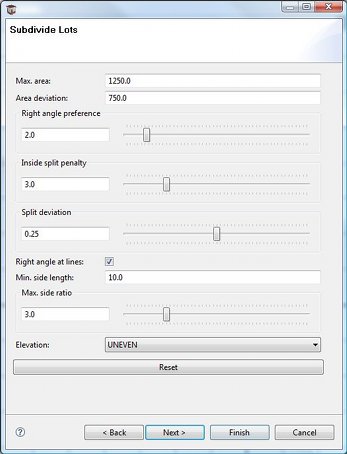 Subdivide Lots
Max. area: 1250.0
Area deviation: 750.0
Right angle preference
2.0
Inside split penalty
3.0
Split deviation
0.25
Right angle at lines:
Min. side length: 10.0
Max. side ratio
3.0
Elevation: UNEVEN
Reset
? < Back Next > Finish Cancel